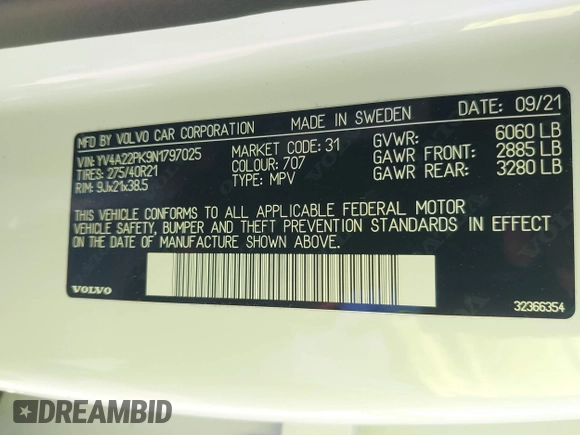 MFD BY VOLVO CAR CORPORATION MADE IN SWEDEN DATE: 09/21
VIN: YV4A22PK9N1797025 MARKET CODE: 31 GVWR: 6060 LB
TIRES: 275/40R21 COLOUR: 707 GAWR FRONT: 2885 LB
RIM: 9Jx21x38.5 TYPE: MPV GAWR REAR: 3280 LB
THIS VEHICLE CONFORMS TO ALL APPLICABLE FEDERAL MOTOR
VEHICLE SAFETY, BUMPER AND THEFT PREVENTION STANDARDS IN EFFECT
ON THE DATE OF MANUFACTURE SHOWN ABOVE.
VOLVO 32366354
DREAMBID